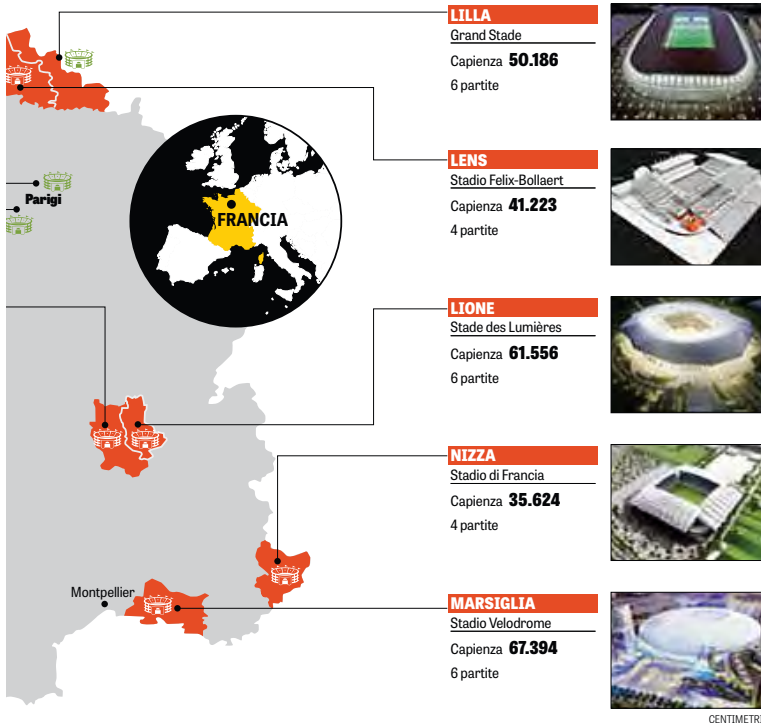 LILLA
Grand Stade
Capienza 50.186
6 partite
LENS
Stadio Felix-Bollaert
Capienza 41.223
4 partite
Parigi
FRANCIA
LIONE
Stade des Lumières
Capienza 61.556
6 partite
NIZZA
Stadio di Francia
Capienza 35.624
4 partite
Montpellier
MARSIGLIA
Stadio Velodrome
Capienza 67.394
6 partite
CENTIMETRI